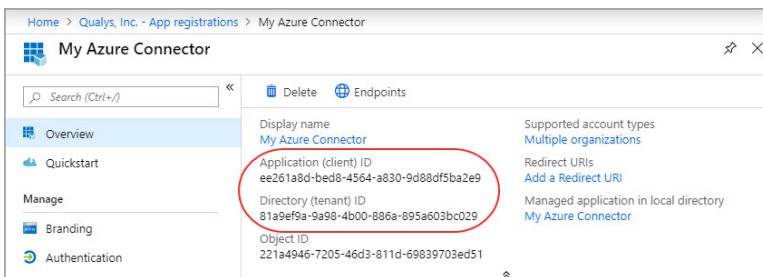 Home > Qualys, Inc. - App registrations > My Azure Connector
My Azure Connector
Search (Ctrl+/)
«
Delete
Endpoints
Overview
Quickstart
Manage
Branding
Authentication
Display name
My Azure Connector
Application (client) ID
ee261a8d-bed8-4564-a830-9d88df5ba2e9
Directory (tenant) ID
81a9ef9a-9a98-4b00-886a-895a603bc029
Object ID
221a4946-7205-46d3-811d-69839703ed51
Supported account types
Multiple organizations
Redirect URIs
Add a Redirect URI
Managed application in local directory
My Azure Connector